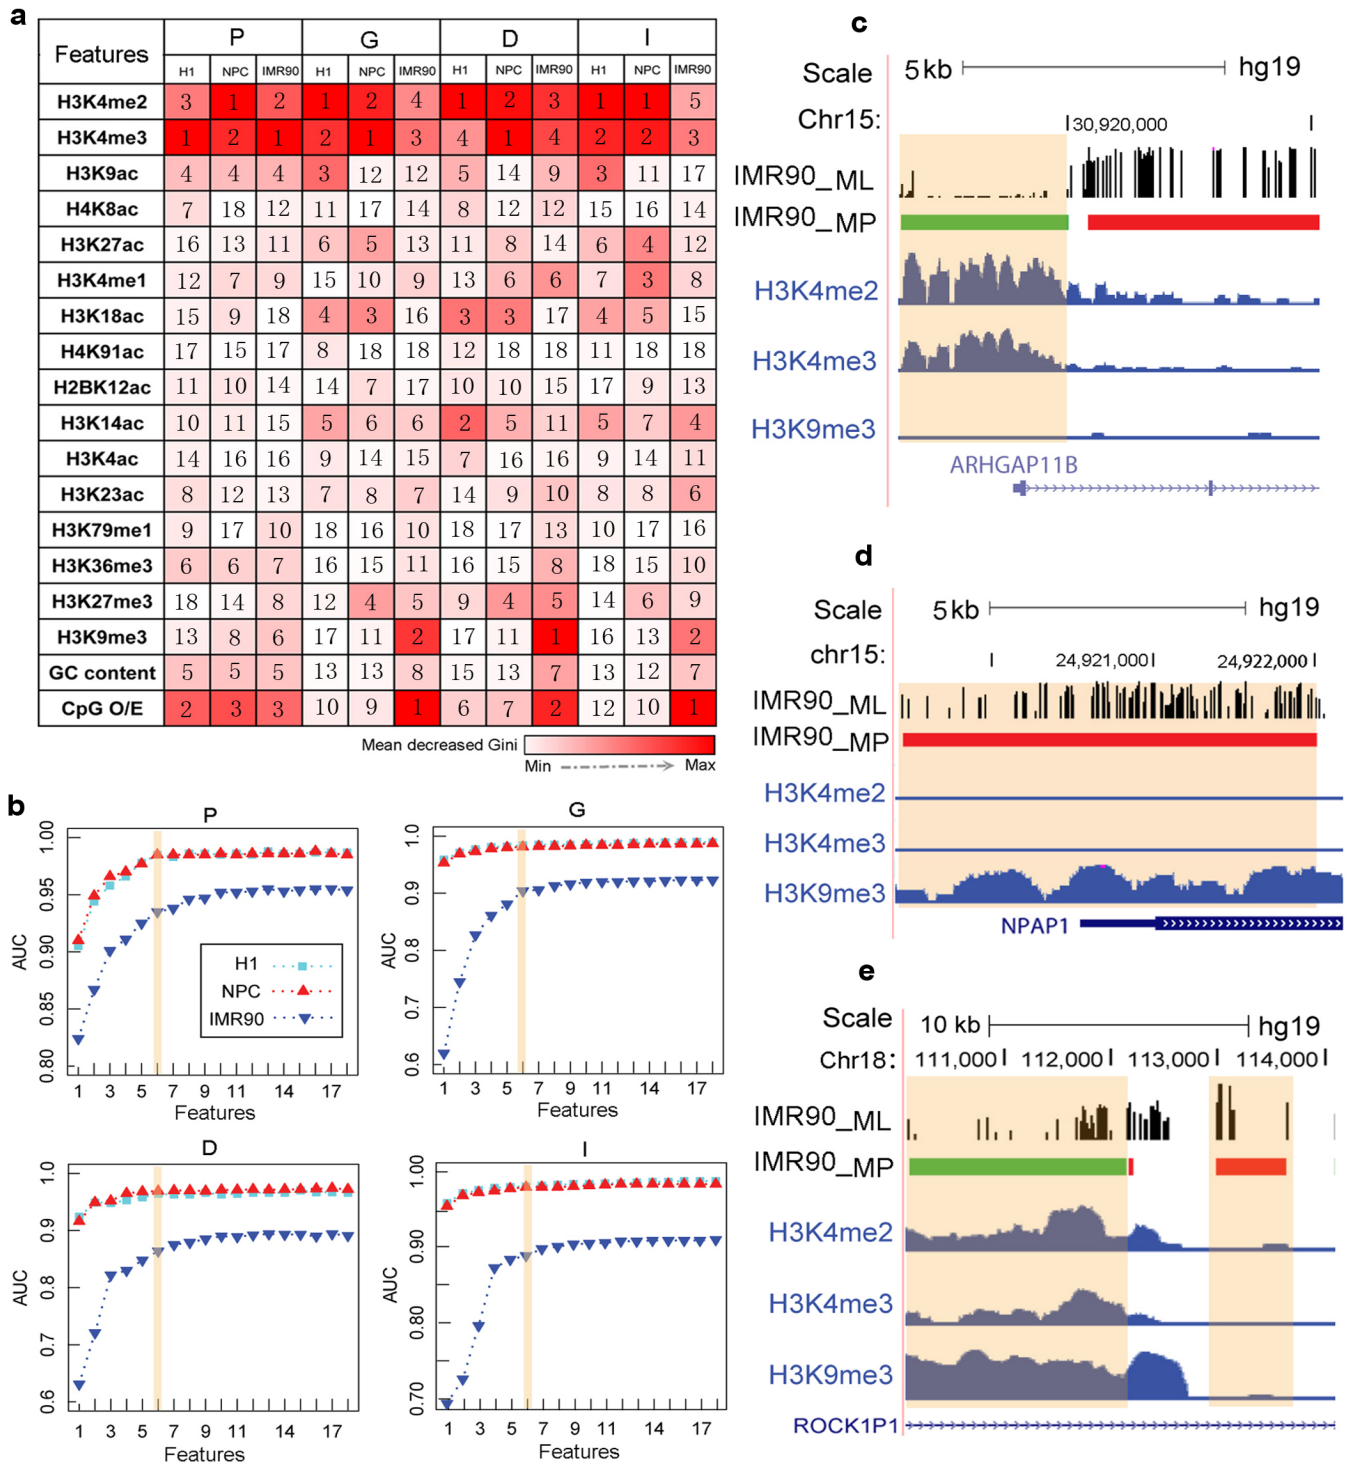 a
Features P G D I
H1 NPC IMR90 H1 NPC IMR90 H1 NPC IMR90 H1 NPC IMR90
H3K4me2 3 1 2 1 2 4 1 2 3 1 1 5
H3K4me3 1 2 1 2 1 3 4 1 4 2 2 3
H3K9ac 4 4 4 3 12 12 5 14 9 3 11 17
H4K8ac 7 18 12 11 17 14 8 12 12 15 16 14
H3K27ac 16 13 11 6 5 13 11 8 14 6 4 12
H3K4me1 12 7 9 15 10 9 13 6 6 7 3 8
H3K18ac 15 9 18 4 3 16 3 3 17 4 5 15
H4K91ac 17 15 17 8 18 18 12 18 18 11 18 18
H2BK12ac 11 10 14 14 7 17 10 10 15 17 9 13
H3K14ac 10 11 15 5 6 6 2 5 11 5 7 4
H3K4ac 14 16 16 9 14 15 7 16 16 9 14 11
H3K23ac 8 12 13 7 8 7 14 9 10 8 8 6
H3K79me1 9 17 10 18 16 10 18 17 13 10 17 16
H3K36me3 6 6 7 16 15 11 16 15 8 18 15 10
H3K27me3 18 14 8 12 4 5 9 4 5 14 6 9
H3K9me3 13 8 6 17 11 2 17 11 1 16 13 2
GC content 5 5 5 13 13 8 15 13 7 13 12 7
CpG O/E 2 3 3 10 9 1 6 7 2 12 10 1
Mean decreased Gini
Min Max
b
P
1.00
0.95
0.90
0.85
0.80
AUC
H1
NPC
IMR90
1 3 5 7 9 11 14 17
Features
G
1.0
0.9
0.8
0.7
0.6
AUC
1 3 5 7 9 11 14 17
Features
D
1.0
0.9
0.8
0.7
0.6
AUC
1 3 5 7 9 11 14 17
Features
I
1.00
0.90
0.80
0.70
AUC
1 3 5 7 9 11 14 17
Features
c
Scale 5 kb hg19
Chr15: 30,920,000
IMR90_ML
IMR90_MP
H3K4me2
H3K4me3
H3K9me3
ARHGAP11B
d
Scale 5 kb hg19
chr15: 24,921,000 24,922,000
IMR90_ML
IMR90_MP
H3K4me2
H3K4me3
H3K9me3
NPAP1
e
Scale 10 kb hg19
Chr18: 111,000 112,000 113,000 114,000
IMR90_ML
IMR90_MP
H3K4me2
H3K4me3
H3K9me3
ROCK1P1